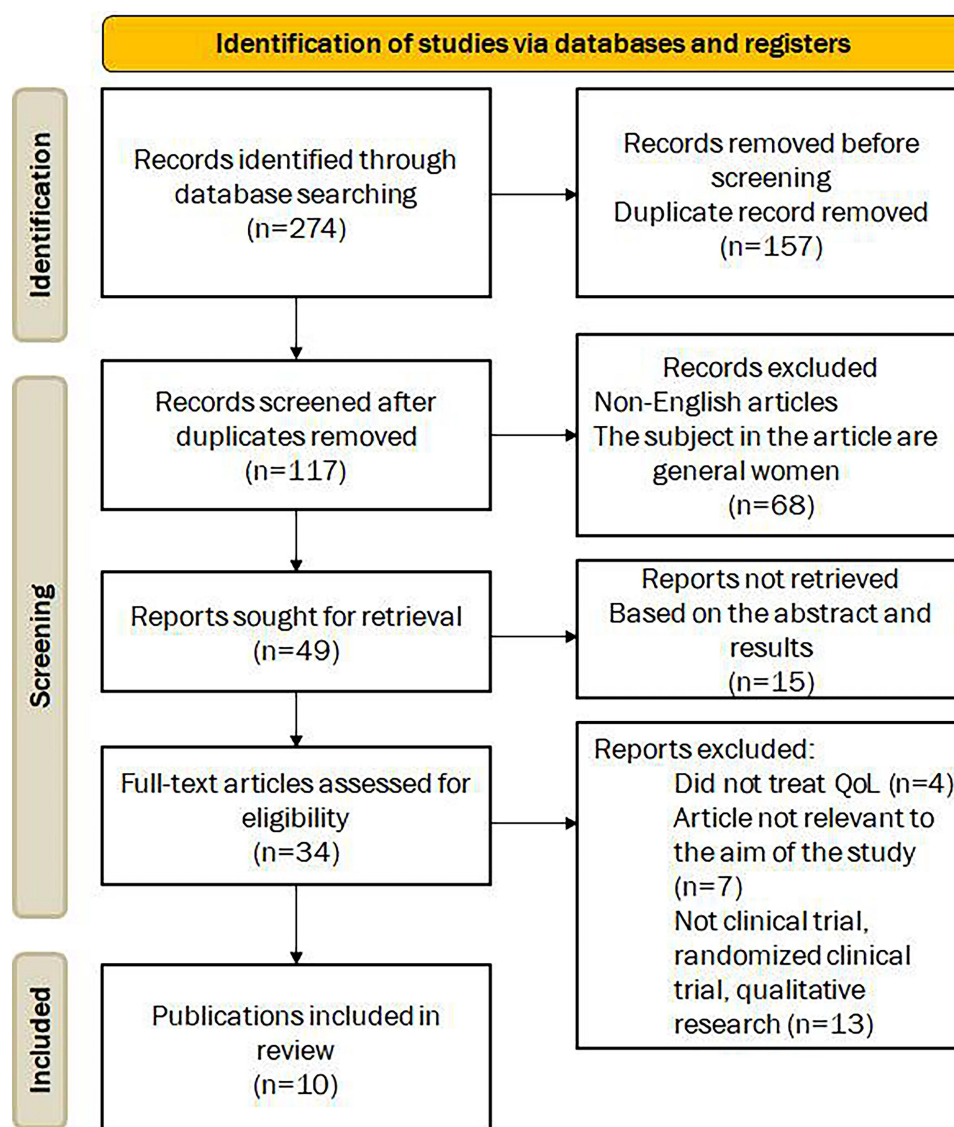 Identification of studies via databases and registers
Identification
Records identified through
database searching
(n=274)
Records removed before
screening
Duplicate record removed
(n=157)
Screening
Records screened after
duplicates removed
(n=117)
Records excluded
Non-English articles
The subject in the article are
general women
(n=68)
Reports sought for retrieval
(n=49)
Reports not retrieved
Based on the abstract and
results
(n=15)
Full-text articles assessed for
eligibility
(n=34)
Reports excluded:
Did not treat QoL (n=4)
Article not relevant to
the aim of the study
(n=7)
Not clinical trial,
randomized clinical
trial, qualitative
research (n=13)
Included
Publications included in
review
(n=10)